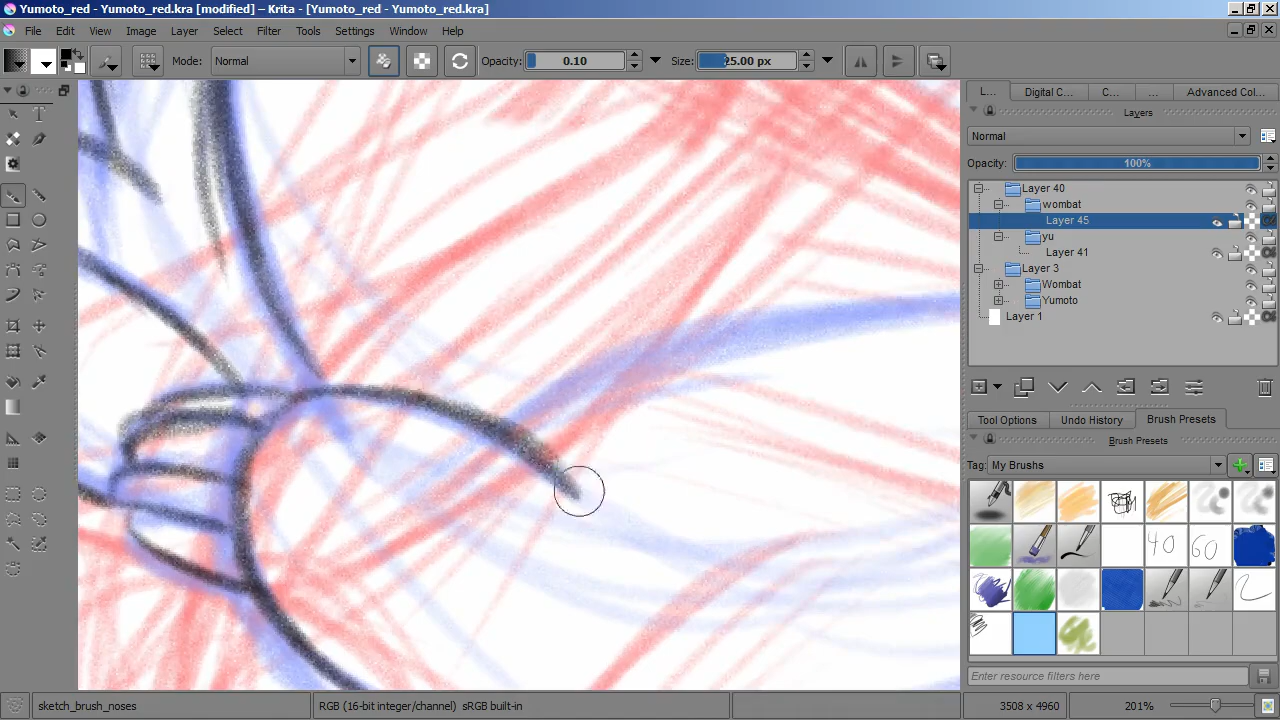 Yumoto_red - Yumoto_red.kra [modified] – Krita - [Yumoto_red - Yumoto_red.kra]
File Edit View Image Layer Select Filter Tools Settings Window Help
Mode: Normal Opacity: 0.10 Size: 25.00 px
L... Digital C... C... ... Advanced Col...
Layers
Normal
Opacity: 100%
Layer 40
wombat
Layer 45
yu
Layer 41
Layer 3
Wombat
Yumoto
Layer 1
Tool Options Undo History Brush Presets
Brush Presets
Tag: My Brushes
40 60
Enter resource filters here
sketch_brush_noses RGB (16-bit integer/channel) sRGB built-in 3508 x 4960 201%